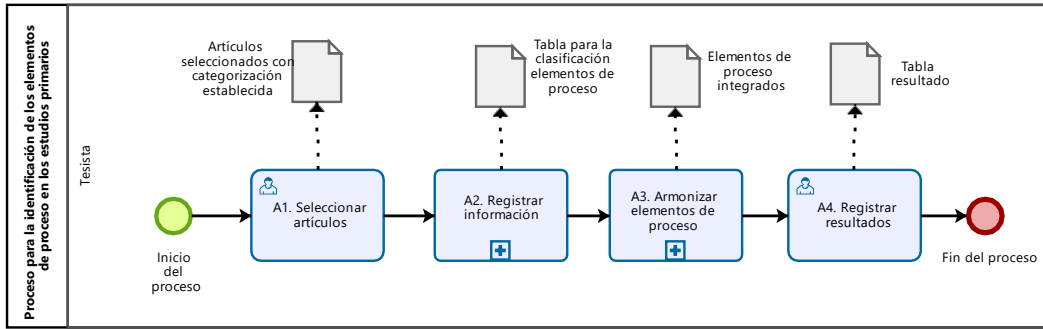 Proceso para la identificación de los elementos
de proceso en los estudios primarios
Tesista
Artículos
seleccionados con
categorización
establecida
Tabla para la
clasificación
elementos de
proceso
Elementos
de proceso
integrados
Tabla
resultado
Inicio
del
proceso
A1. Seleccionar
artículos
A2. Registrar
información
A3. Armonizar
elementos de
proceso
A4. Registrar
resultados
Fin del proceso